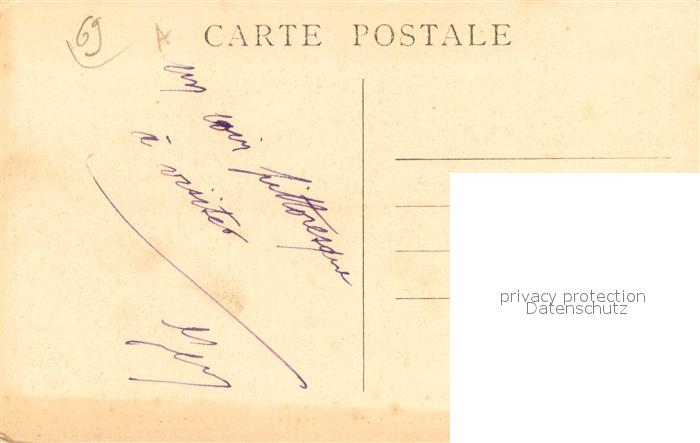 69
CARTE POSTALE
un coin pittoresque
à visiter
privacy protection
Datenschutz